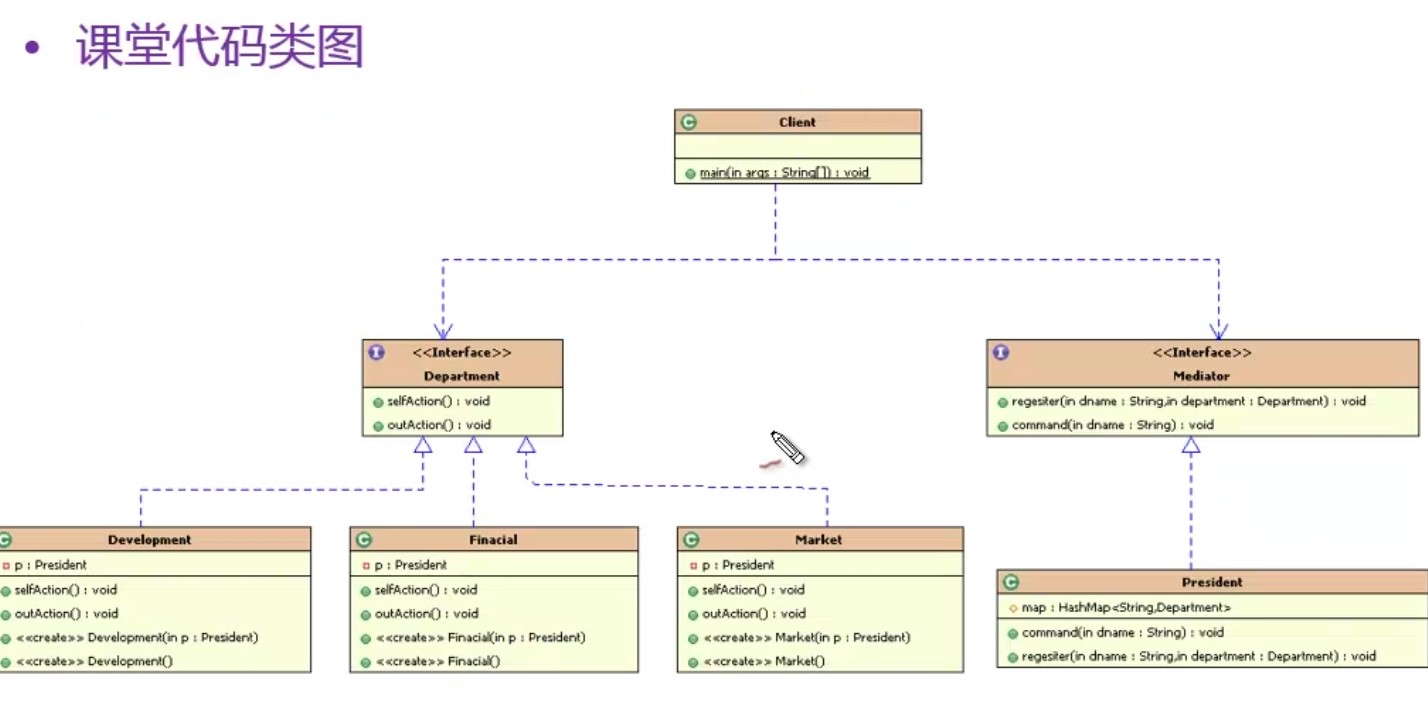 • 课堂代码类图
Client
main(in args : String[]) : void
<<Interface>>
Department
selfAction() : void
outAction() : void
<<Interface>>
Mediator
regesiter(in dname : String,in department : Department) : void
command(in dname : String) : void
Development
p : President
selfAction() : void
outAction() : void
<<create>> Development(in p : President)
<<create>> Development()
Finacial
p : President
selfAction() : void
outAction() : void
<<create>> Finacial(in p : President)
<<create>> Finacial()
Market
p : President
selfAction() : void
outAction() : void
<<create>> Market(in p : President)
<<create>> Market()
President
map : HashMap<String,Department>
command(in dname : String) : void
regesiter(in dname : String,in department : Department) : void